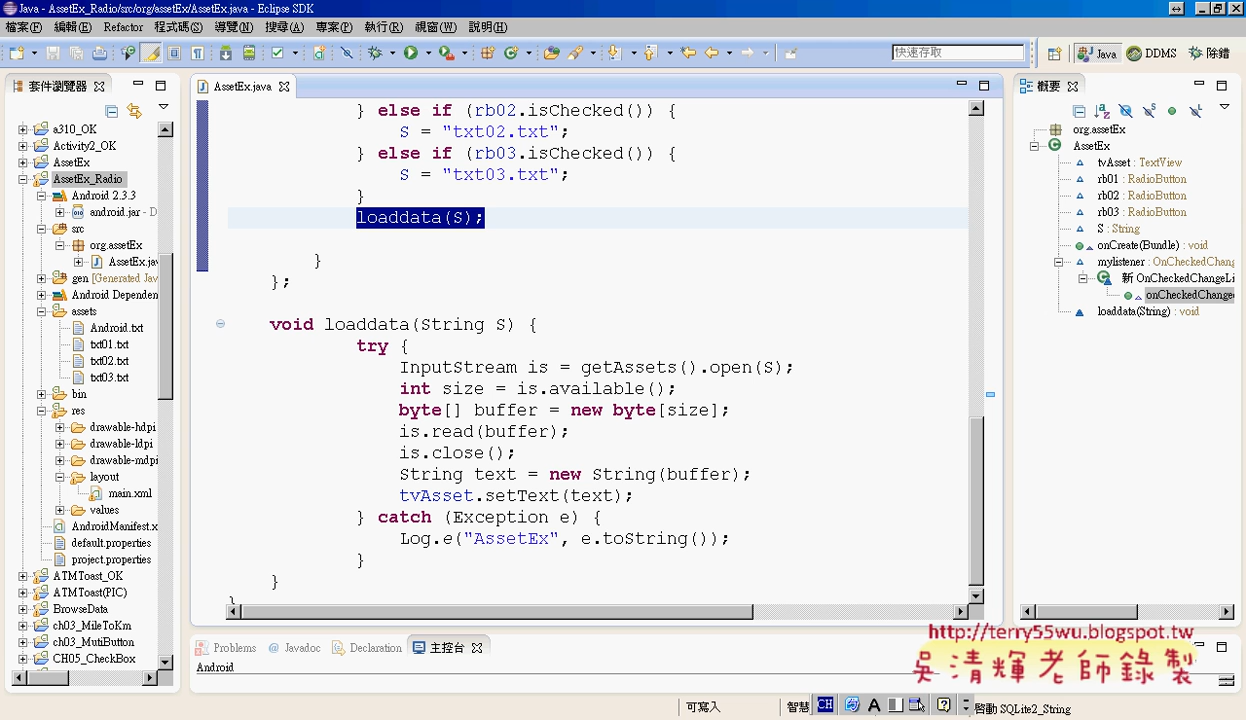 Java - AssetEx_Radio/src/org/assetEx/AssetEx.java - Eclipse SDK
檔案(F) 編輯(E) Refactor 程式碼(S) 導覽(N) 搜尋(A) 專案(P) 執行(R) 視窗(W) 說明(H)
快速存取
Java DDMS 除錯
套件瀏覽器
a310_OK
Activity2_OK
AssetEx
AssetEx_Radio
Android 2.3.3
android.jar - D
src
org.assetEx
AssetEx.jav
gen [Generated Jav
Android Dependen
assets
Android.txt
txt01.txt
txt02.txt
txt03.txt
bin
res
drawable-hdpi
drawable-ldpi
drawable-mdpi
layout
main.xml
values
AndroidManifest.x
default.properties
project.properties
ATMToast_OK
ATMToast(PIC)
BrowseData
ch03_MileToKm
ch03_MutiButton
CH05_CheckBox
AssetEx.java
} else if (rb02.isChecked()) {
S = "txt02.txt";
} else if (rb03.isChecked()) {
S = "txt03.txt";
}
loaddata(S);
}
};
void loaddata(String S) {
try {
InputStream is = getAssets().open(S);
int size = is.available();
byte[] buffer = new byte[size];
is.read(buffer);
is.close();
String text = new String(buffer);
tvAsset.setText(text);
} catch (Exception e) {
Log.e("AssetEx", e.toString());
}
}
}
概要
org.assetEx
AssetEx
tvAsset : TextView
rb01 : RadioButton
rb02 : RadioButton
rb03 : RadioButton
S : String
onCreate(Bundle) : void
mylistener : OnCheckedChang
新 OnCheckedChangeLi
onCheckedChange
loaddata(String) : void
Problems Javadoc Declaration 主控台
Android
http://terry55wu.blogspot.tw
吳清輝老師錄製
可寫入 智慧 CH A 啓動 SQLite2_String